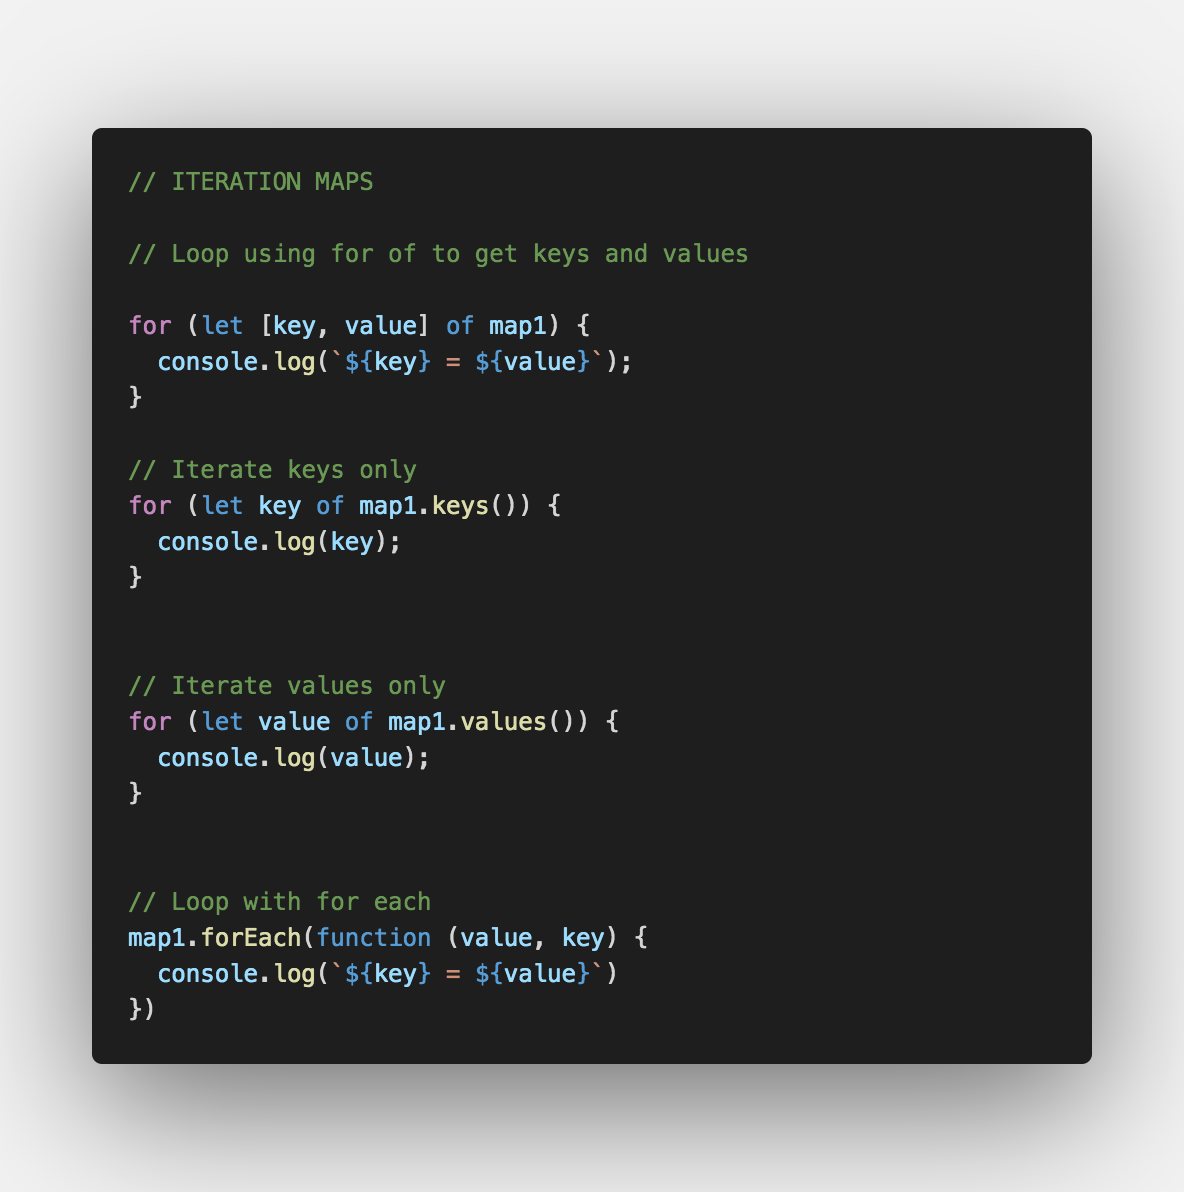 // ITERATION MAPS
// Loop using for of to get keys and values
for (let [key, value] of map1) {
  console.log(`${key} = ${value}`);
}
// Iterate keys only
for (let key of map1.keys()) {
  console.log(key);
}
// Iterate values only
for (let value of map1.values()) {
  console.log(value);
}
// Loop with for each
map1.forEach(function (value, key) {
  console.log(`${key} = ${value}`)
})